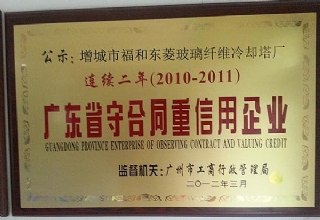 公示：增城市福和东菱玻璃纤维冷却塔厂
连续二年(2010-2011)
广东省守合同重信用企业
GUANGDONG PROVINCE ENTERPRISE OF OBSERVING CONTRACT AND VALUING CREDIT
监督机关：广州市工商行政管理局
二〇一二年三月